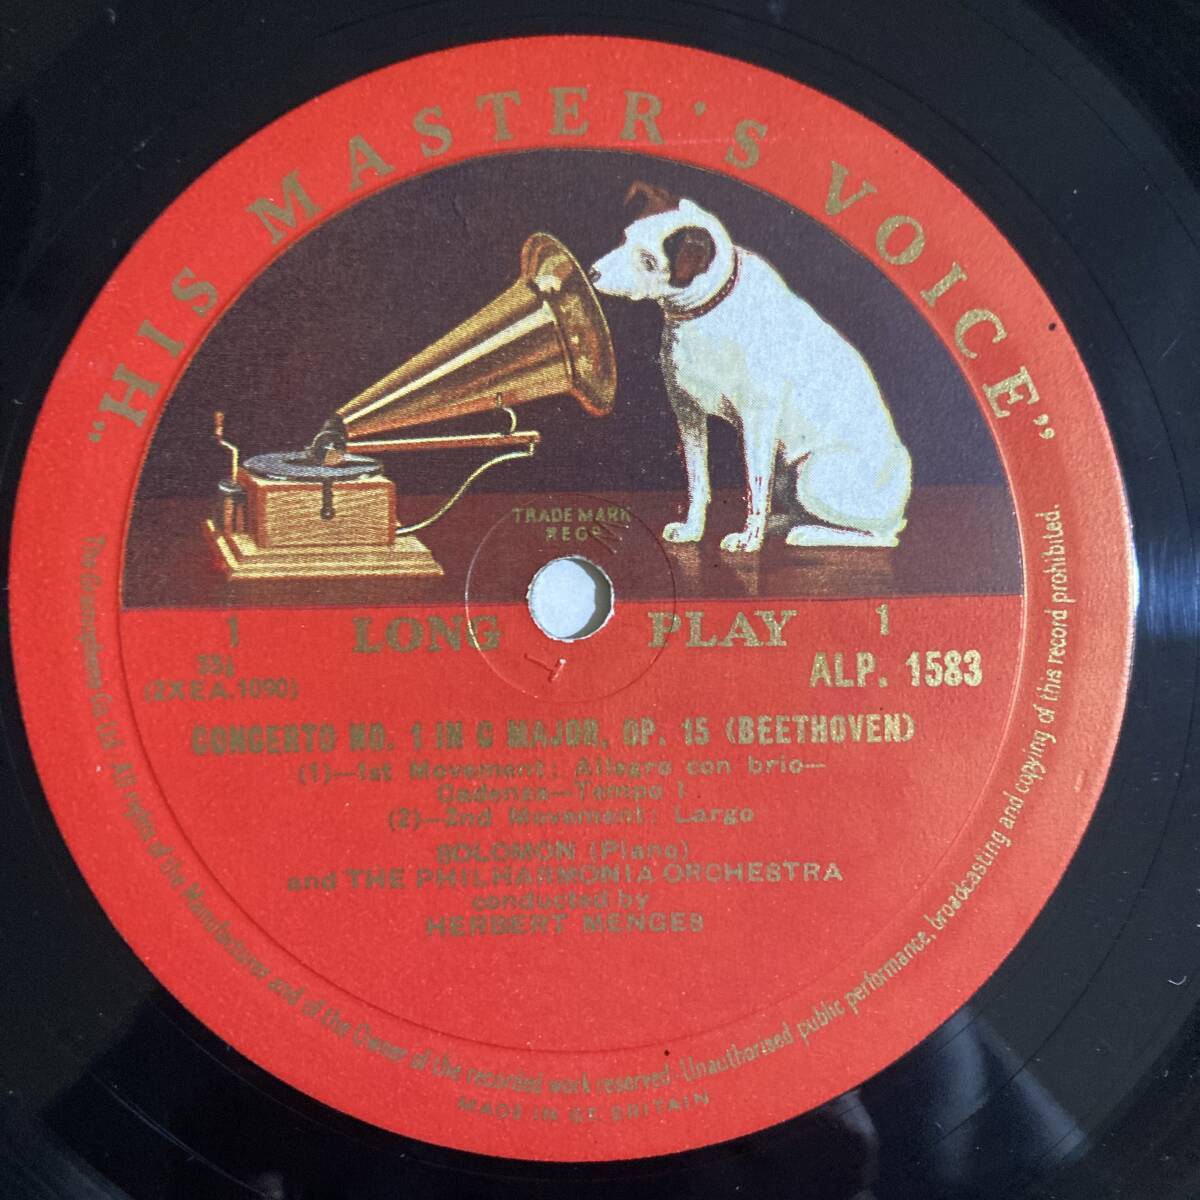 "HIS MASTER'S VOICE"
TRADE MARK
REGD
1 LONG PLAY 1
33⅓
(2XEA.1090)
ALP. 1583
CONCERTO NO. 1 IN C MAJOR, OP. 15 (BEETHOVEN)
(1)—1st Movement: Allegro con brio—
Cadenza—Tempo I
(2)—2nd Movement: Largo
SOLOMON (Piano)
and THE PHILHARMONIA ORCHESTRA
conducted by
HERBERT MENGES
The Gramophone Co. Ltd. All rights of the Manufacturer and of the Owner of the recorded work reserved · Unauthorised public performance, broadcasting and copying of this record prohibited.
MADE IN GT. BRITAIN